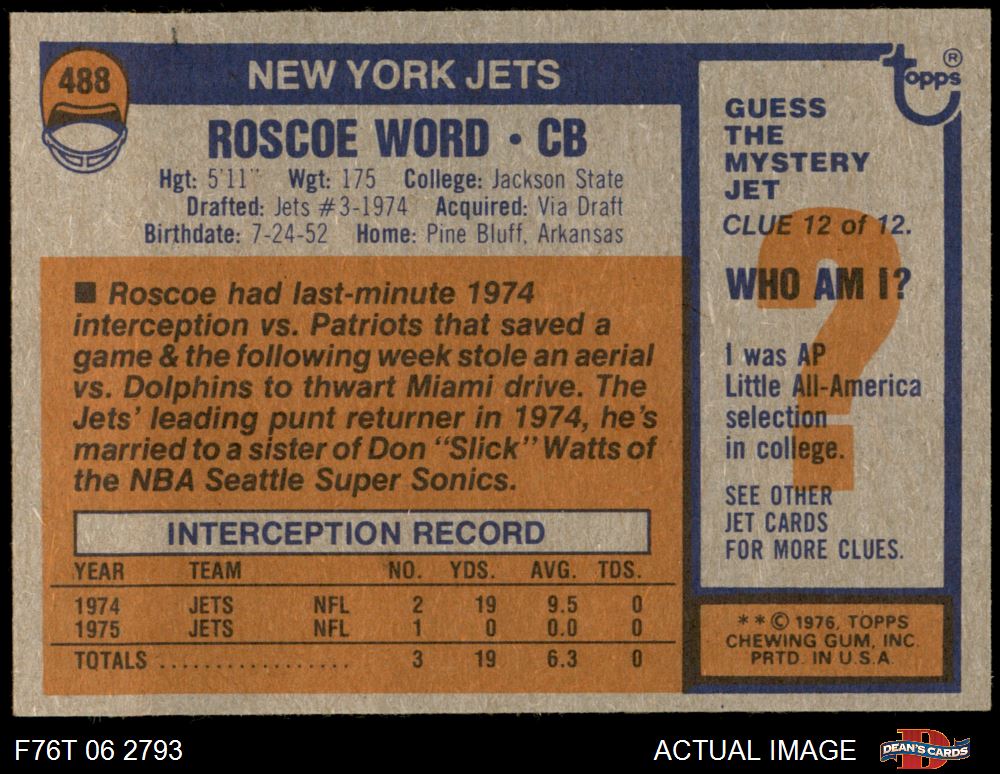 488
NEW YORK JETS
ROSCOE WORD • CB
Hgt: 5'11" Wgt: 175 College: Jackson State
Drafted: Jets #3-1974 Acquired: Via Draft
Birthdate: 7-24-52 Home: Pine Bluff, Arkansas
■ Roscoe had last-minute 1974
interception vs. Patriots that saved a
game & the following week stole an aerial
vs. Dolphins to thwart Miami drive. The
Jets' leading punt returner in 1974, he's
married to a sister of Don "Slick" Watts of
the NBA Seattle Super Sonics.
INTERCEPTION RECORD
YEAR TEAM NO. YDS. AVG. TDS.
1974 JETS NFL 2 19 9.5 0
1975 JETS NFL 1 0 0.0 0
TOTALS .................. 3 19 6.3 0
topps ®
GUESS
THE
MYSTERY
JET
CLUE 12 of 12.
?
WHO AM I?
I was AP
Little All-America
selection
in college.
SEE OTHER
JET CARDS
FOR MORE CLUES.
** © 1976, TOPPS
CHEWING GUM, INC.
PRTD. IN U.S.A.
F76T 06 2793
ACTUAL IMAGE
DEAN'S CARDS